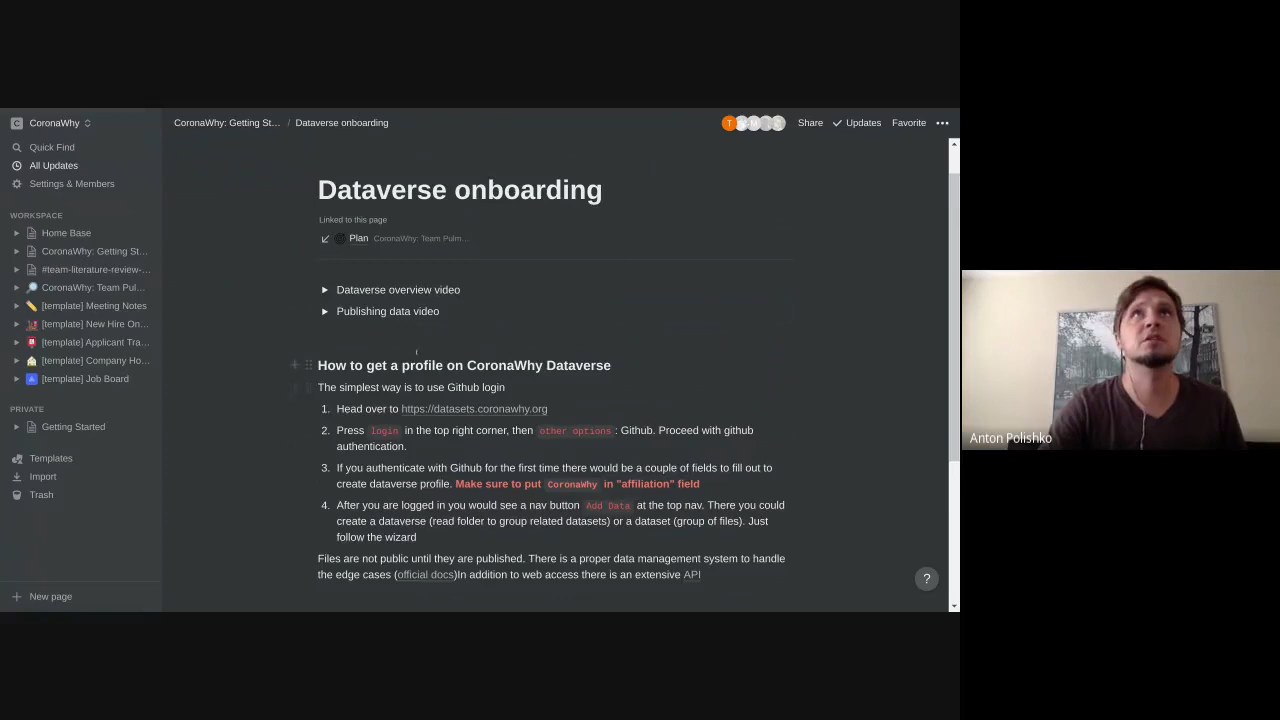 C CoronaWhy
CoronaWhy: Getting St... / Dataverse onboarding
T
Share
Updates
Favorite
Quick Find
All Updates
Settings & Members
WORKSPACE
Home Base
CoronaWhy: Getting St...
#team-literature-review-...
CoronaWhy: Team Pul...
[template] Meeting Notes
[template] New Hire On...
[template] Applicant Tra...
[template] Company Ho...
[template] Job Board
PRIVATE
Getting Started
Templates
Import
Trash
New page
Dataverse onboarding
Linked to this page
Plan CoronaWhy: Team Pulm...
Dataverse overview video
Publishing data video
How to get a profile on CoronaWhy Dataverse
The simplest way is to use Github login
1. Head over to https://datasets.coronawhy.org
2. Press login in the top right corner, then other options: Github. Proceed with github
authentication.
3. If you authenticate with Github for the first time there would be a couple of fields to fill out to
create dataverse profile. Make sure to put CoronaWhy in "affiliation" field
4. After you are logged in you would see a nav button Add Data at the top nav. There you could
create a dataverse (read folder to group related datasets) or a dataset (group of files). Just
follow the wizard
Files are not public until they are published. There is a proper data management system to handle
the edge cases (official docs)In addition to web access there is an extensive API
?
Anton Polishko